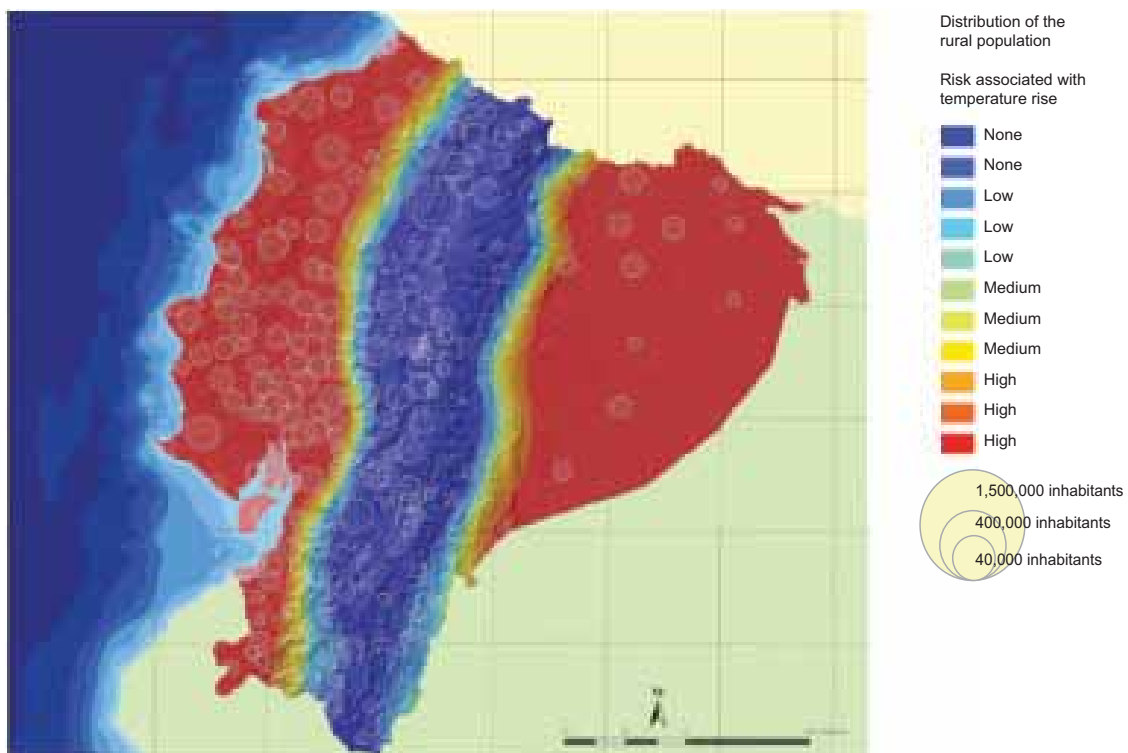 Distribution of the
rural population
Risk associated with
temperature rise
None
None
Low
Low
Low
Medium
Medium
Medium
High
High
High
1,500,000 inhabitants
400,000 inhabitants
40,000 inhabitants